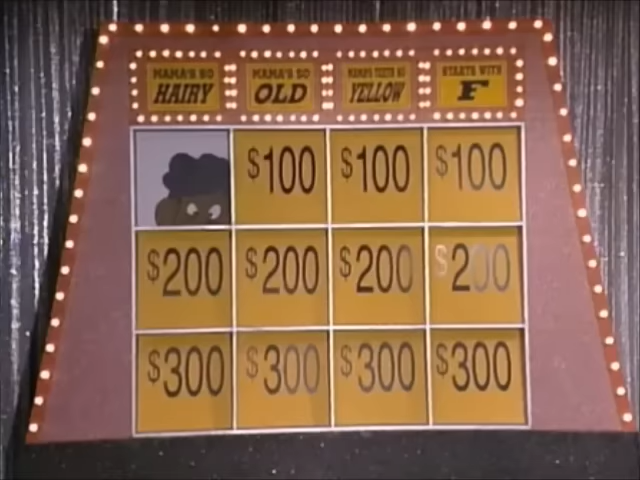 MAMA'S SO
HAIRY
MAMA'S SO
OLD
MAMA'S TEETH SO
YELLOW
STARTS WITH
F
$100
$100
$100
$200
$200
$200
$200
$300
$300
$300
$300